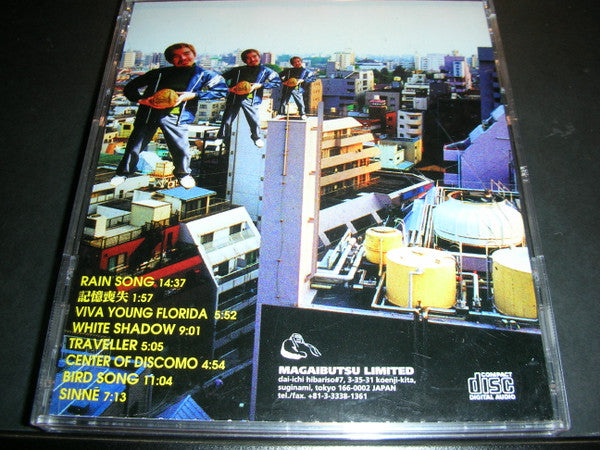 RAIN SONG 14:37
記憶喪失 1:57
VIVA YOUNG FLORIDA 5:52
WHITE SHADOW 9:01
TRAVELLER 5:05
CENTER OF DISCOMO 4:54
BIRD SONG 11:04
SINNE 7:13
MAGAIBUTSU LIMITED
dai-ichi hibariso#7, 3-35-31 koenji-kita,
suginami, tokyo 166-0002 JAPAN
tel./fax. +81-3-3338-1361
COMPACT
disc
DIGITAL AUDIO